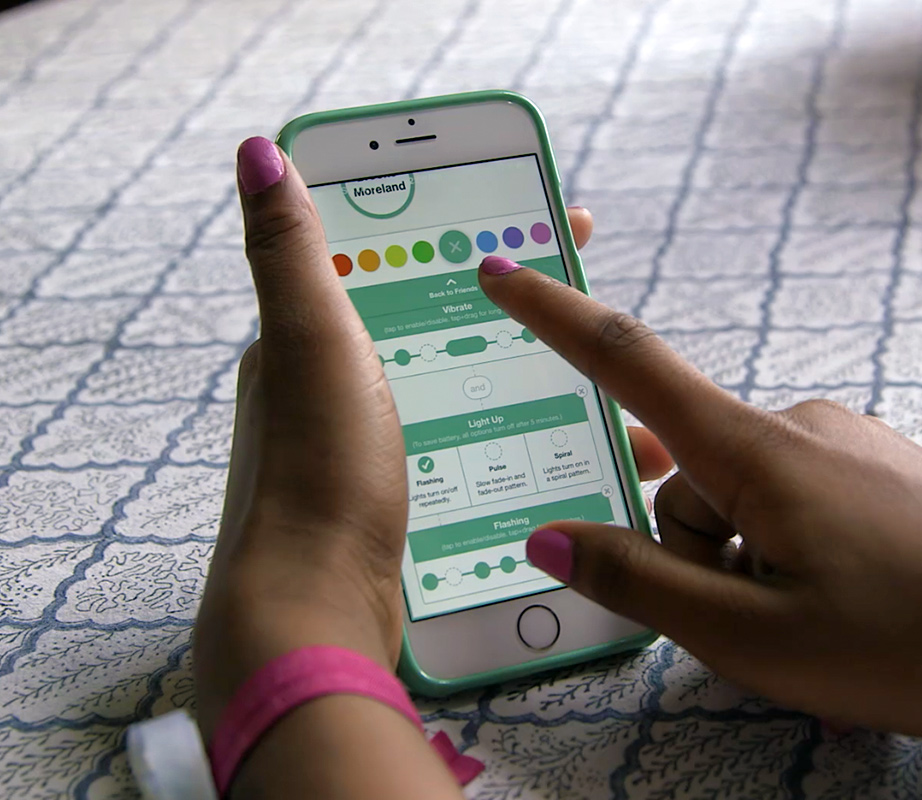 Moreland
Back to Friends
Vibrate
(tap to enable/disable, tap+drag for long
and
Light Up
(To save battery, all options turn off after 5 minutes.)
Flashing
Lights turn on/off
repeatedly.
Pulse
Slow fade-in and
fade-out pattern.
Spiral
Lights turn on in
a spiral pattern.
Flashing
(tap to enable/disable, tap+drag